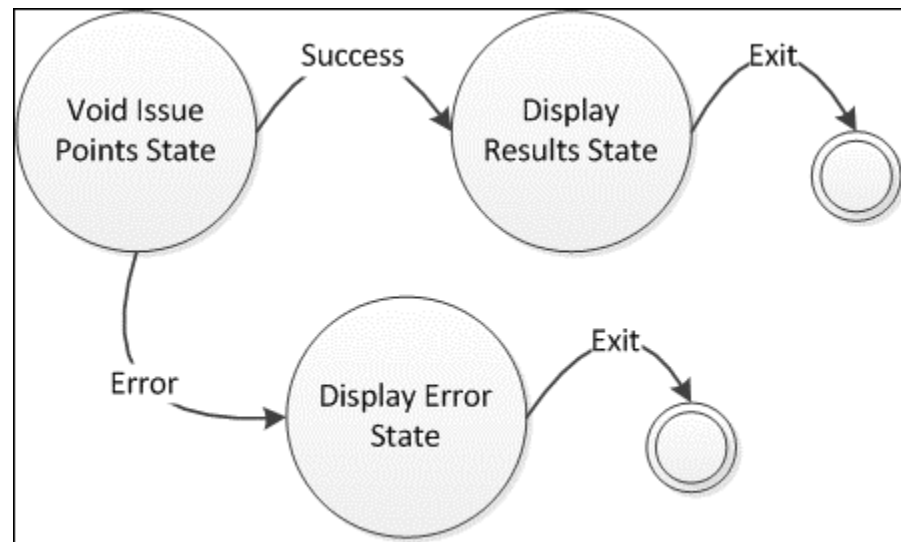 Success
Exit
Void Issue
Points State
Display
Results State
Exit
Error
Display Error
State